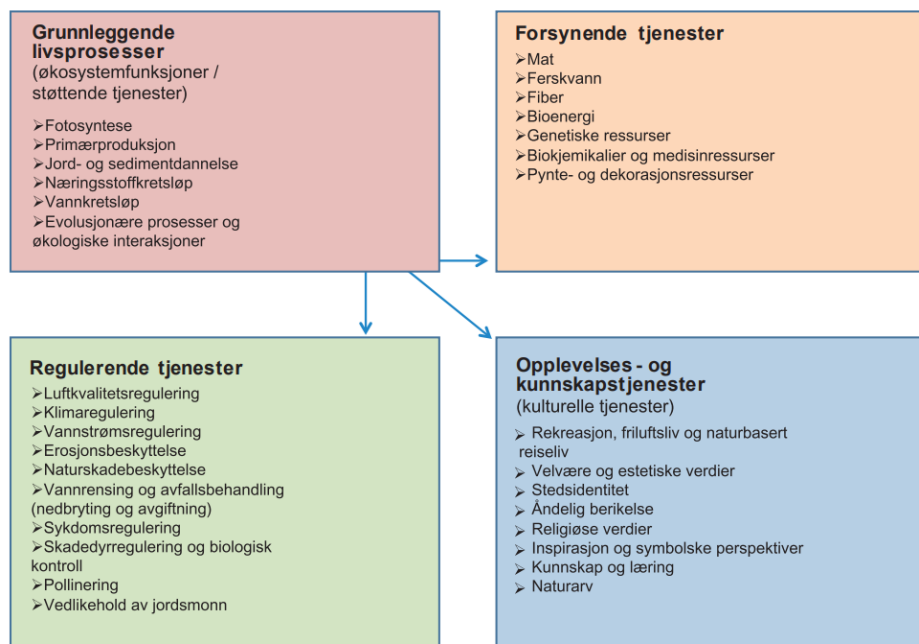 Grunnleggende
livsprosesser
(økosystemfunksjoner /
støttende tjenester)
➢Fotosyntese
➢Primærproduksjon
➢Jord- og sedimentdannelse
➢Næringsstoffkretsløp
➢Vannkretsløp
➢Evolusjonære prosesser og
økologiske interaksjoner
Forsynende tjenester
➢Mat
➢Ferskvann
➢Fiber
➢Bioenergi
➢Genetiske ressurser
➢Biokjemikalier og medisinressurser
➢Pynte- og dekorasjonsressurser
Regulerende tjenester
➢Luftkvalitetsregulering
➢Klimaregulering
➢Vannstrømsregulering
➢Erosjonsbeskyttelse
➢Naturskadebeskyttelse
➢Vannrensing og avfallsbehandling
(nedbryting og avgiftning)
➢Sykdomsregulering
➢Skadedyrregulering og biologisk
kontroll
➢Pollinering
➢Vedlikehold av jordsmonn
Opplevelses- og
kunnskapstjenester
(kulturelle tjenester)
➢ Rekreasjon, friluftsliv og naturbasert
reiseliv
➢ Velvære og estetiske verdier
➢ Stedsidentitet
➢ Åndelig berikelse
➢ Religiøse verdier
➢ Inspirasjon og symbolske perspektiver
➢ Kunnskap og læring
➢ Naturarv